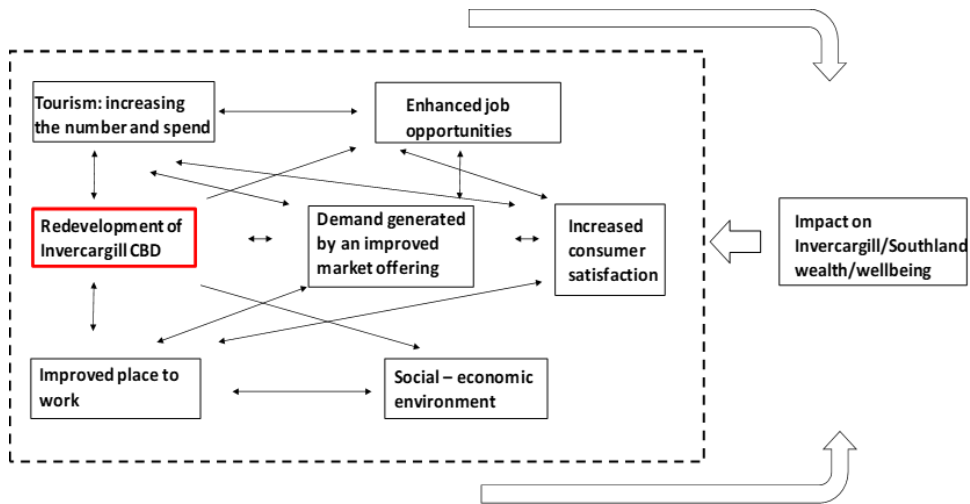 Tourism: increasing
the number and spend
Enhanced job
opportunities
Redevelopment of
Invercargill CBD
Demand generated
by an improved
market offering
Increased
consumer
satisfaction
Impact on
Invercargill/Southland
wealth/wellbeing
Improved place to
work
Social – economic
environment